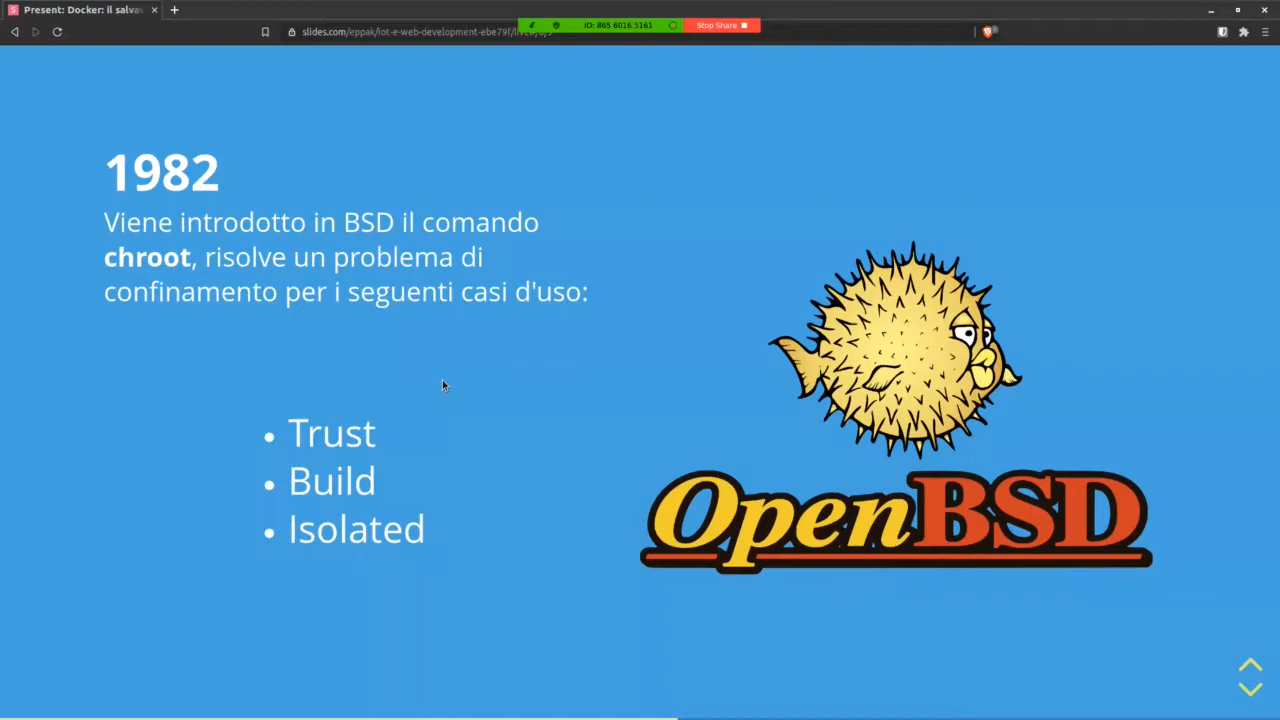 Present: Docker: il salva
ID: 865 6016 5161
Stop Share
slides.com/eppak/iot-e-web-development-ebe79f/
1982
Viene introdotto in BSD il comando
chroot, risolve un problema di
confinamento per i seguenti casi d'uso:
• Trust
• Build
• Isolated
OpenBSD